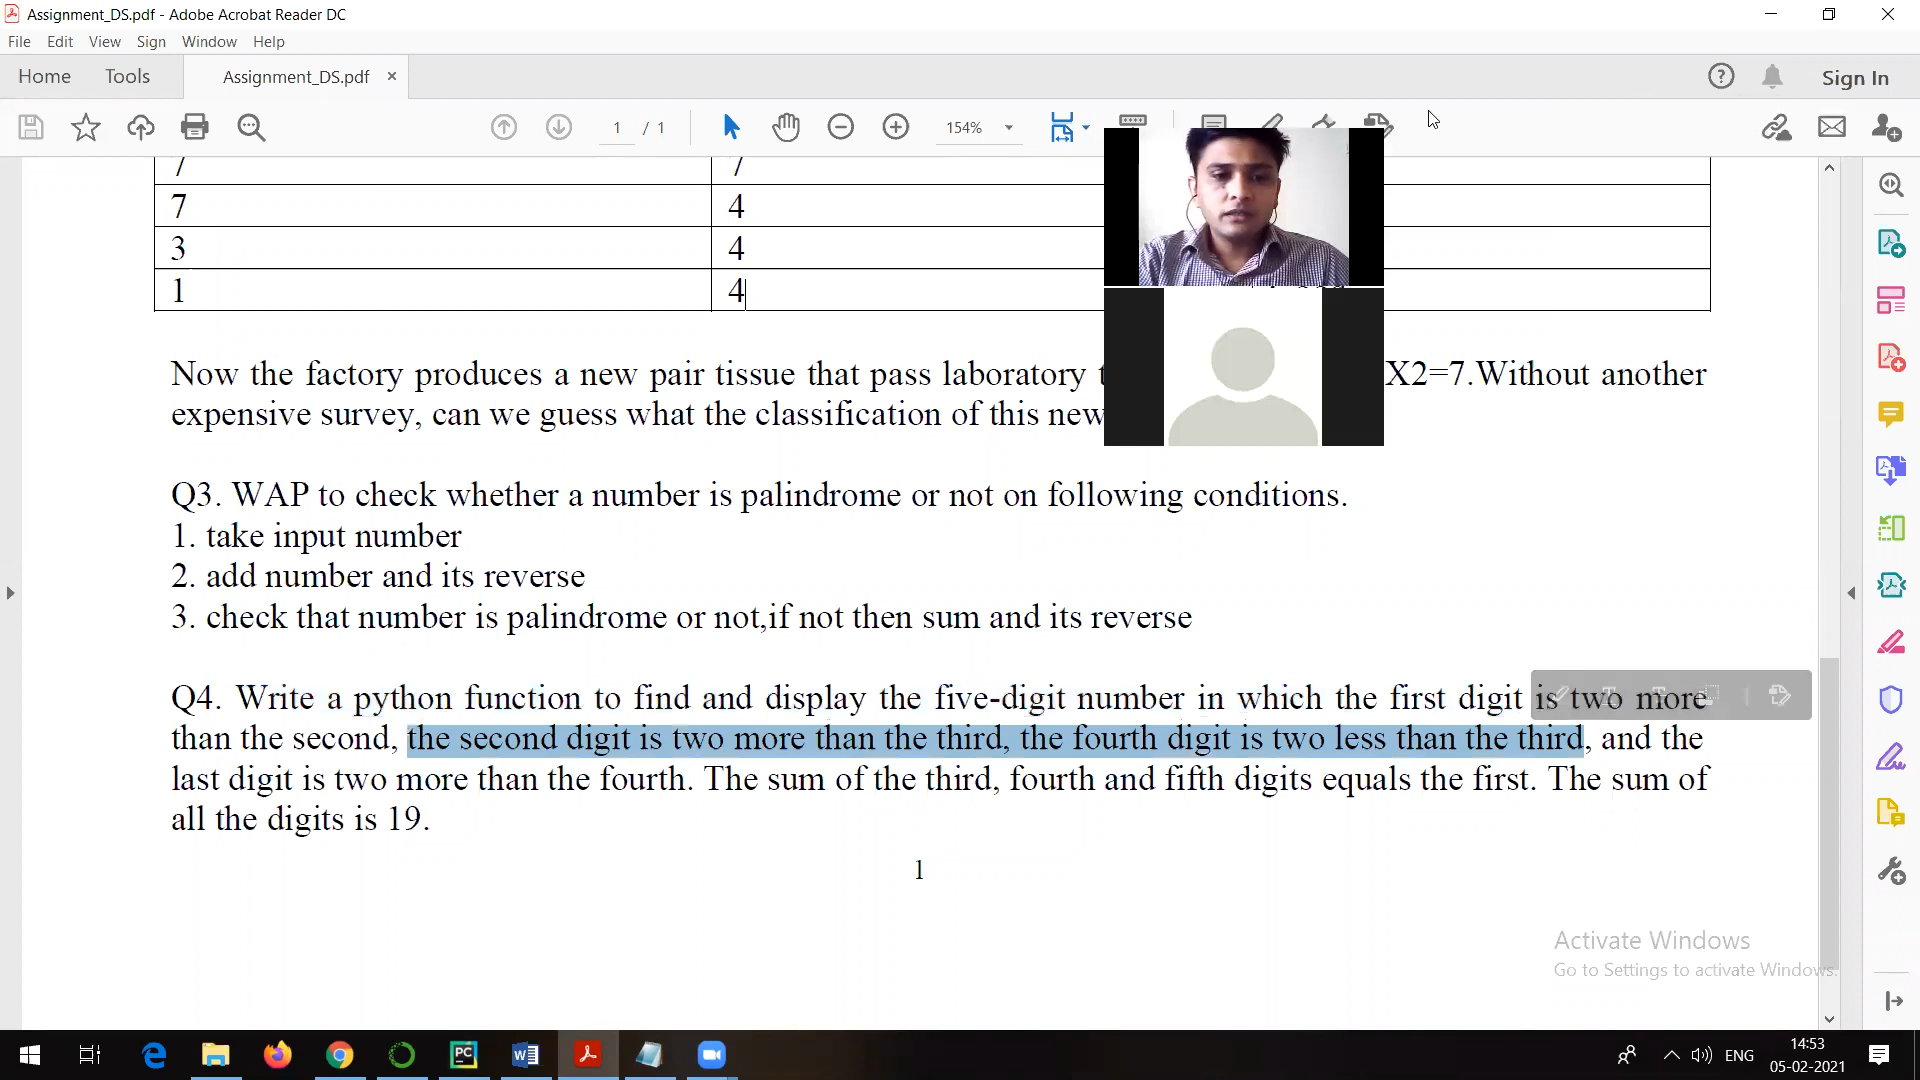 Assignment_DS.pdf - Adobe Acrobat Reader DC
File Edit View Sign Window Help
Home Tools Assignment_DS.pdf × Sign In
1 / 1 154%
7 7
7 4
3 4
1 4
Now the factory produces a new pair tissue that pass laboratory X2=7.Without another
expensive survey, can we guess what the classification of this new
Q3. WAP to check whether a number is palindrome or not on following conditions.
1. take input number
2. add number and its reverse
3. check that number is palindrome or not,if not then sum and its reverse
Q4. Write a python function to find and display the five-digit number in which the first digit is two more
than the second, the second digit is two more than the third, the fourth digit is two less than the third, and the
last digit is two more than the fourth. The sum of the third, fourth and fifth digits equals the first. The sum of
all the digits is 19.
1
Activate Windows
Go to Settings to activate Windows.
ENG
14:53
05-02-2021